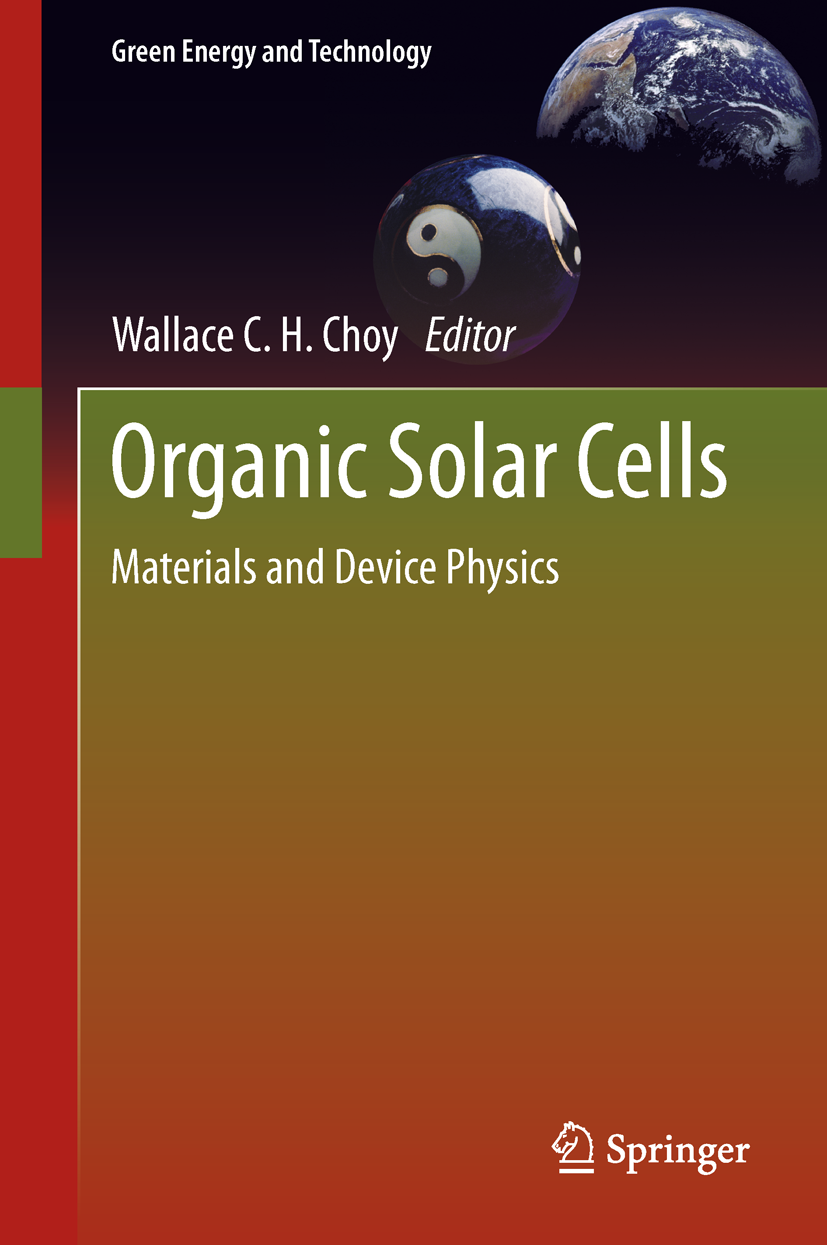 Green Energy and Technology
Wallace C. H. Choy Editor
Organic Solar Cells
Materials and Device Physics
Springer